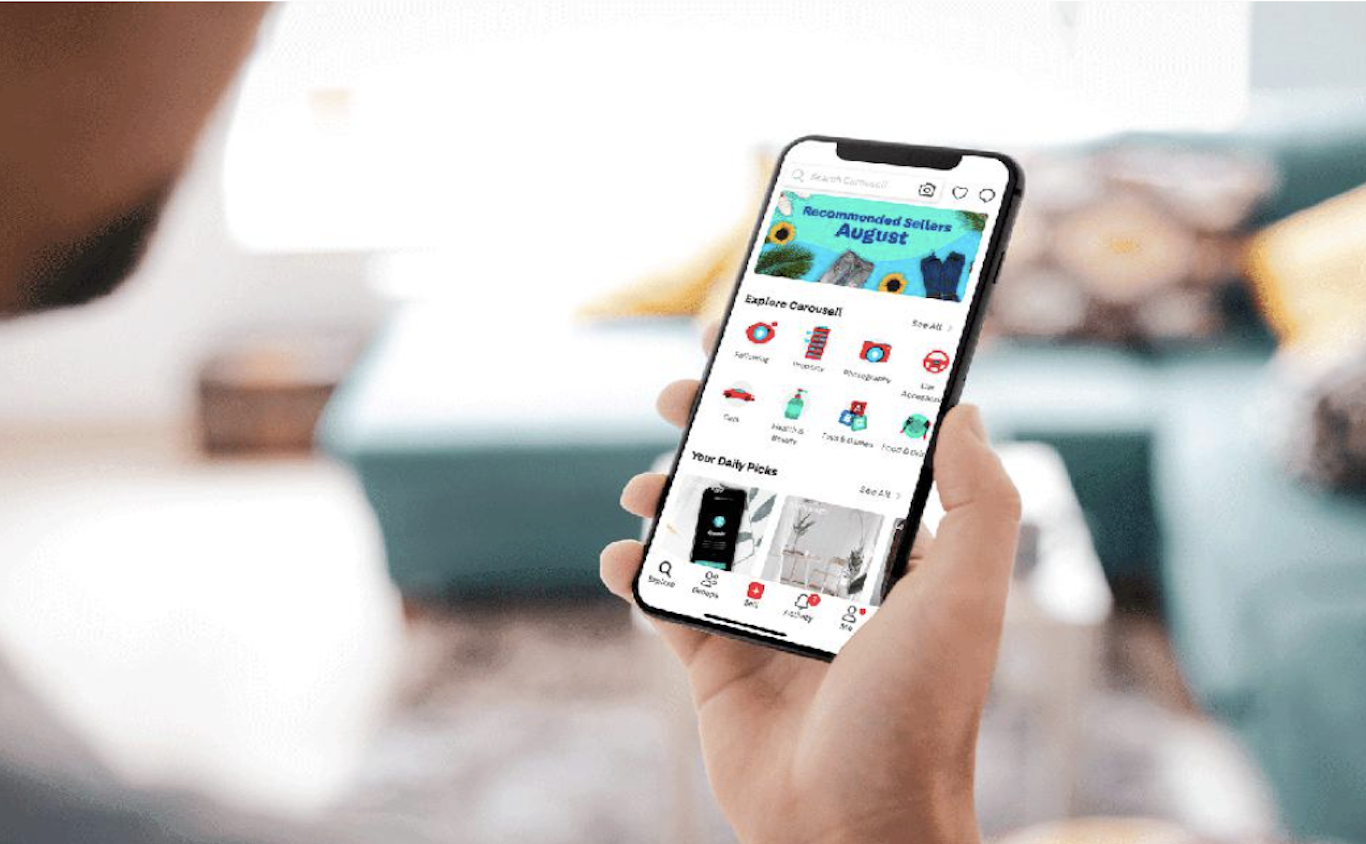 Search Carousell
Recommended Sellers
August
Explore Carousell
See All
Following
Property
Photography
Car
Accessories
Cars
Health &
Beauty
Toys & Games
Food & Drin
Your Daily Picks
See All
Explore
Groups
Sell
Activity
Me